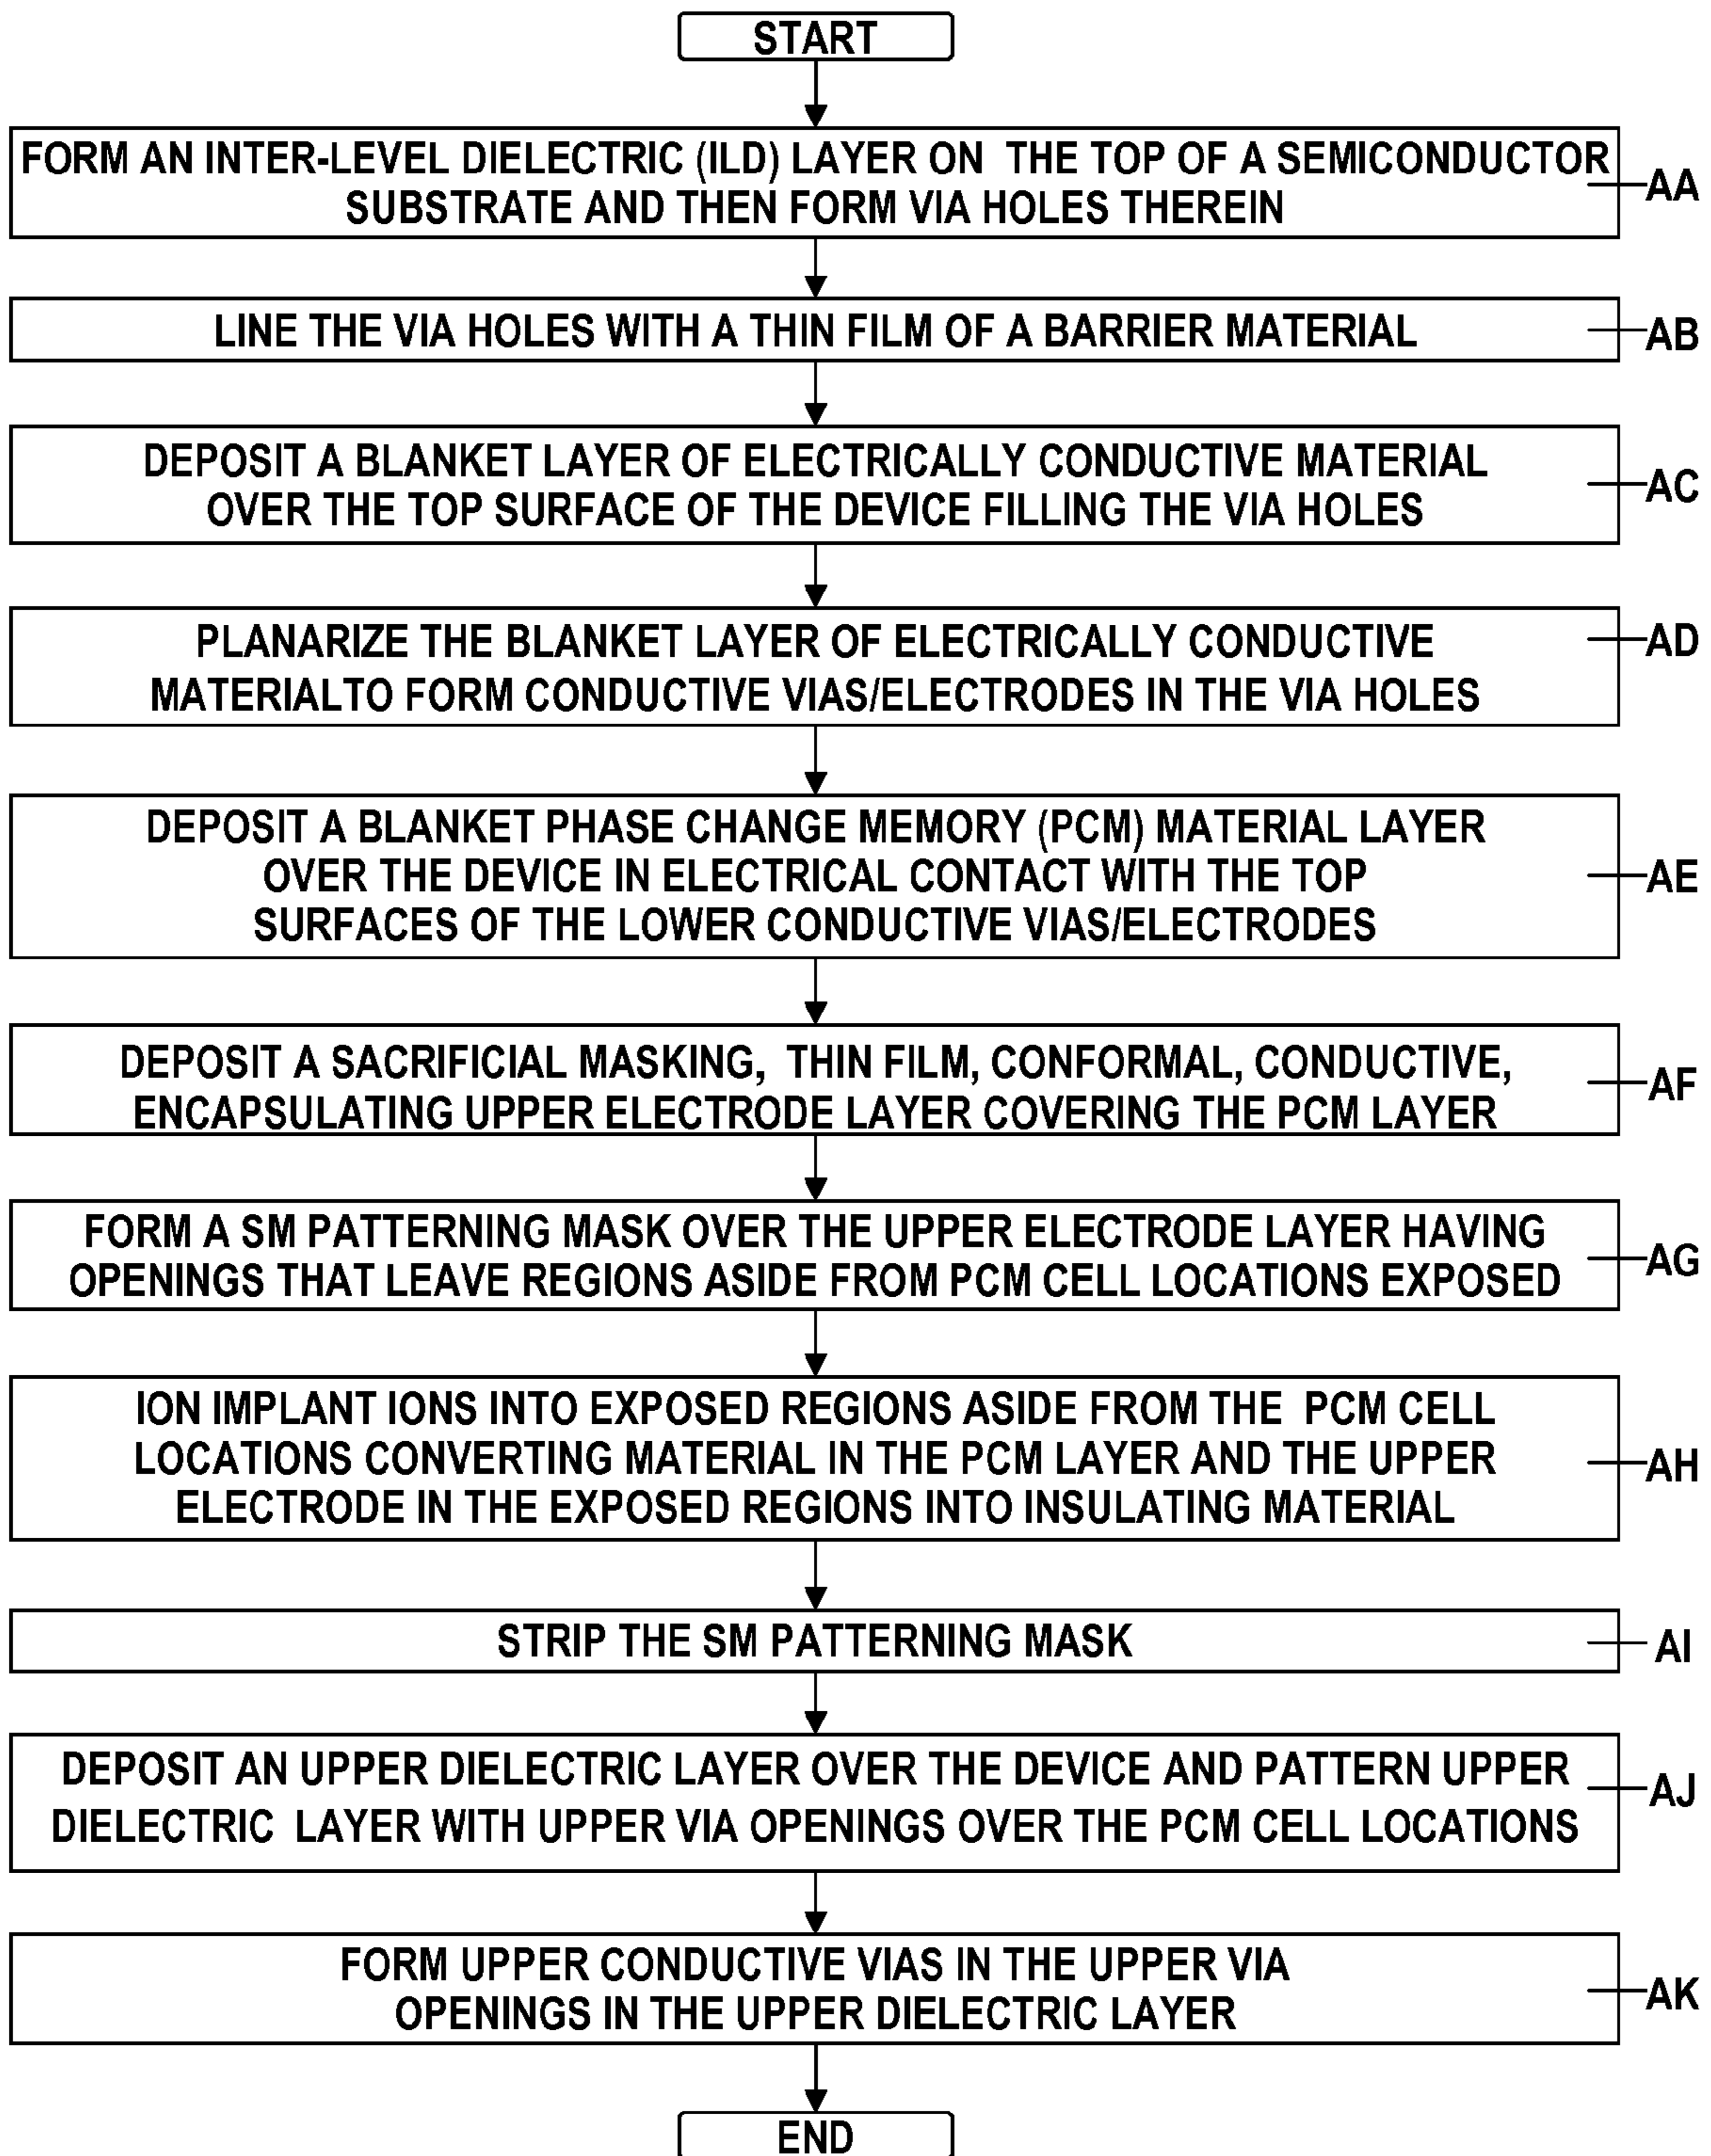 START
FORM AN INTER-LEVEL DIELECTRIC (ILD) LAYER ON THE TOP OF A SEMICONDUCTOR
SUBSTRATE AND THEN FORM VIA HOLES THEREIN
AA
LINE THE VIA HOLES WITH A THIN FILM OF A BARRIER MATERIAL
AB
DEPOSIT A BLANKET LAYER OF ELECTRICALLY CONDUCTIVE MATERIAL
OVER THE TOP SURFACE OF THE DEVICE FILLING THE VIA HOLES
AC
PLANARIZE THE BLANKET LAYER OF ELECTRICALLY CONDUCTIVE
MATERIALTO FORM CONDUCTIVE VIAS/ELECTRODES IN THE VIA HOLES
AD
DEPOSIT A BLANKET PHASE CHANGE MEMORY (PCM) MATERIAL LAYER
OVER THE DEVICE IN ELECTRICAL CONTACT WITH THE TOP
SURFACES OF THE LOWER CONDUCTIVE VIAS/ELECTRODES
AE
DEPOSIT A SACRIFICIAL MASKING, THIN FILM, CONFORMAL, CONDUCTIVE,
ENCAPSULATING UPPER ELECTRODE LAYER COVERING THE PCM LAYER
AF
FORM A SM PATTERNING MASK OVER THE UPPER ELECTRODE LAYER HAVING
OPENINGS THAT LEAVE REGIONS ASIDE FROM PCM CELL LOCATIONS EXPOSED
AG
ION IMPLANT IONS INTO EXPOSED REGIONS ASIDE FROM THE PCM CELL
LOCATIONS CONVERTING MATERIAL IN THE PCM LAYER AND THE UPPER
ELECTRODE IN THE EXPOSED REGIONS INTO INSULATING MATERIAL
AH
STRIP THE SM PATTERNING MASK
AI
DEPOSIT AN UPPER DIELECTRIC LAYER OVER THE DEVICE AND PATTERN UPPER
DIELECTRIC LAYER WITH UPPER VIA OPENINGS OVER THE PCM CELL LOCATIONS
AJ
FORM UPPER CONDUCTIVE VIAS IN THE UPPER VIA
OPENINGS IN THE UPPER DIELECTRIC LAYER
AK
END